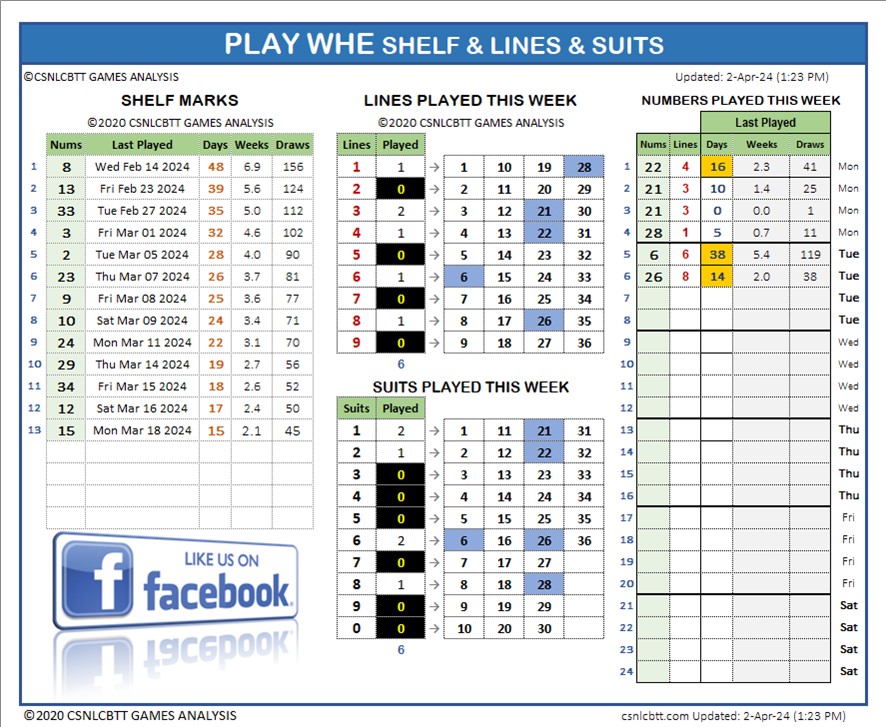 PLAY WHE SHELF & LINES & SUITS
©CSNLCBTT GAMES ANALYSIS
Updated: 2-Apr-24 (1:23 PM)
SHELF MARKS
©2020 CSNLCBTT GAMES ANALYSIS
Nums Last Played Days Weeks Draws
1 8 Wed Feb 14 2024 48 6.9 156
2 13 Fri Feb 23 2024 39 5.6 124
3 33 Tue Feb 27 2024 35 5.0 112
4 3 Fri Mar 01 2024 32 4.6 102
5 2 Tue Mar 05 2024 28 4.0 90
6 23 Thu Mar 07 2024 26 3.7 81
7 9 Fri Mar 08 2024 25 3.6 77
8 10 Sat Mar 09 2024 24 3.4 71
9 24 Mon Mar 11 2024 22 3.1 70
10 29 Thu Mar 14 2024 19 2.7 56
11 34 Fri Mar 15 2024 18 2.6 52
12 12 Sat Mar 16 2024 17 2.4 50
13 15 Mon Mar 18 2024 15 2.1 45
LIKE US ON
facebook.
LINES PLAYED THIS WEEK
©2020 CSNLCBTT GAMES ANALYSIS
Lines Played
1 1 → 1 10 19 28
2 0 → 2 11 20 29
3 2 → 3 12 21 30
4 1 → 4 13 22 31
5 0 → 5 14 23 32
6 1 → 6 15 24 33
7 0 → 7 16 25 34
8 1 → 8 17 26 35
9 0 → 9 18 27 36
6
SUITS PLAYED THIS WEEK
Suits Played
1 2 → 1 11 21 31
2 1 → 2 12 22 32
3 0 → 3 13 23 33
4 0 → 4 14 24 34
5 0 → 5 15 25 35
6 2 → 6 16 26 36
7 0 → 7 17 27
8 1 → 8 18 28
9 0 → 9 19 29
0 0 → 10 20 30
6
NUMBERS PLAYED THIS WEEK
Last Played
Nums Lines Days Weeks Draws
1 22 4 16 2.3 41 Mon
2 21 3 10 1.4 25 Mon
3 21 3 0 0.0 1 Mon
4 28 1 5 0.7 11 Mon
5 6 6 38 5.4 119 Tue
6 26 8 14 2.0 38 Tue
7 Tue
8 Tue
9 Wed
10 Wed
11 Wed
12 Wed
13 Thu
14 Thu
15 Thu
16 Thu
17 Fri
18 Fri
19 Fri
20 Fri
21 Sat
22 Sat
23 Sat
24 Sat
©2020 CSNLCBTT GAMES ANALYSIS
csnlcbtt.com Updated: 2-Apr-24 (1:23 PM)